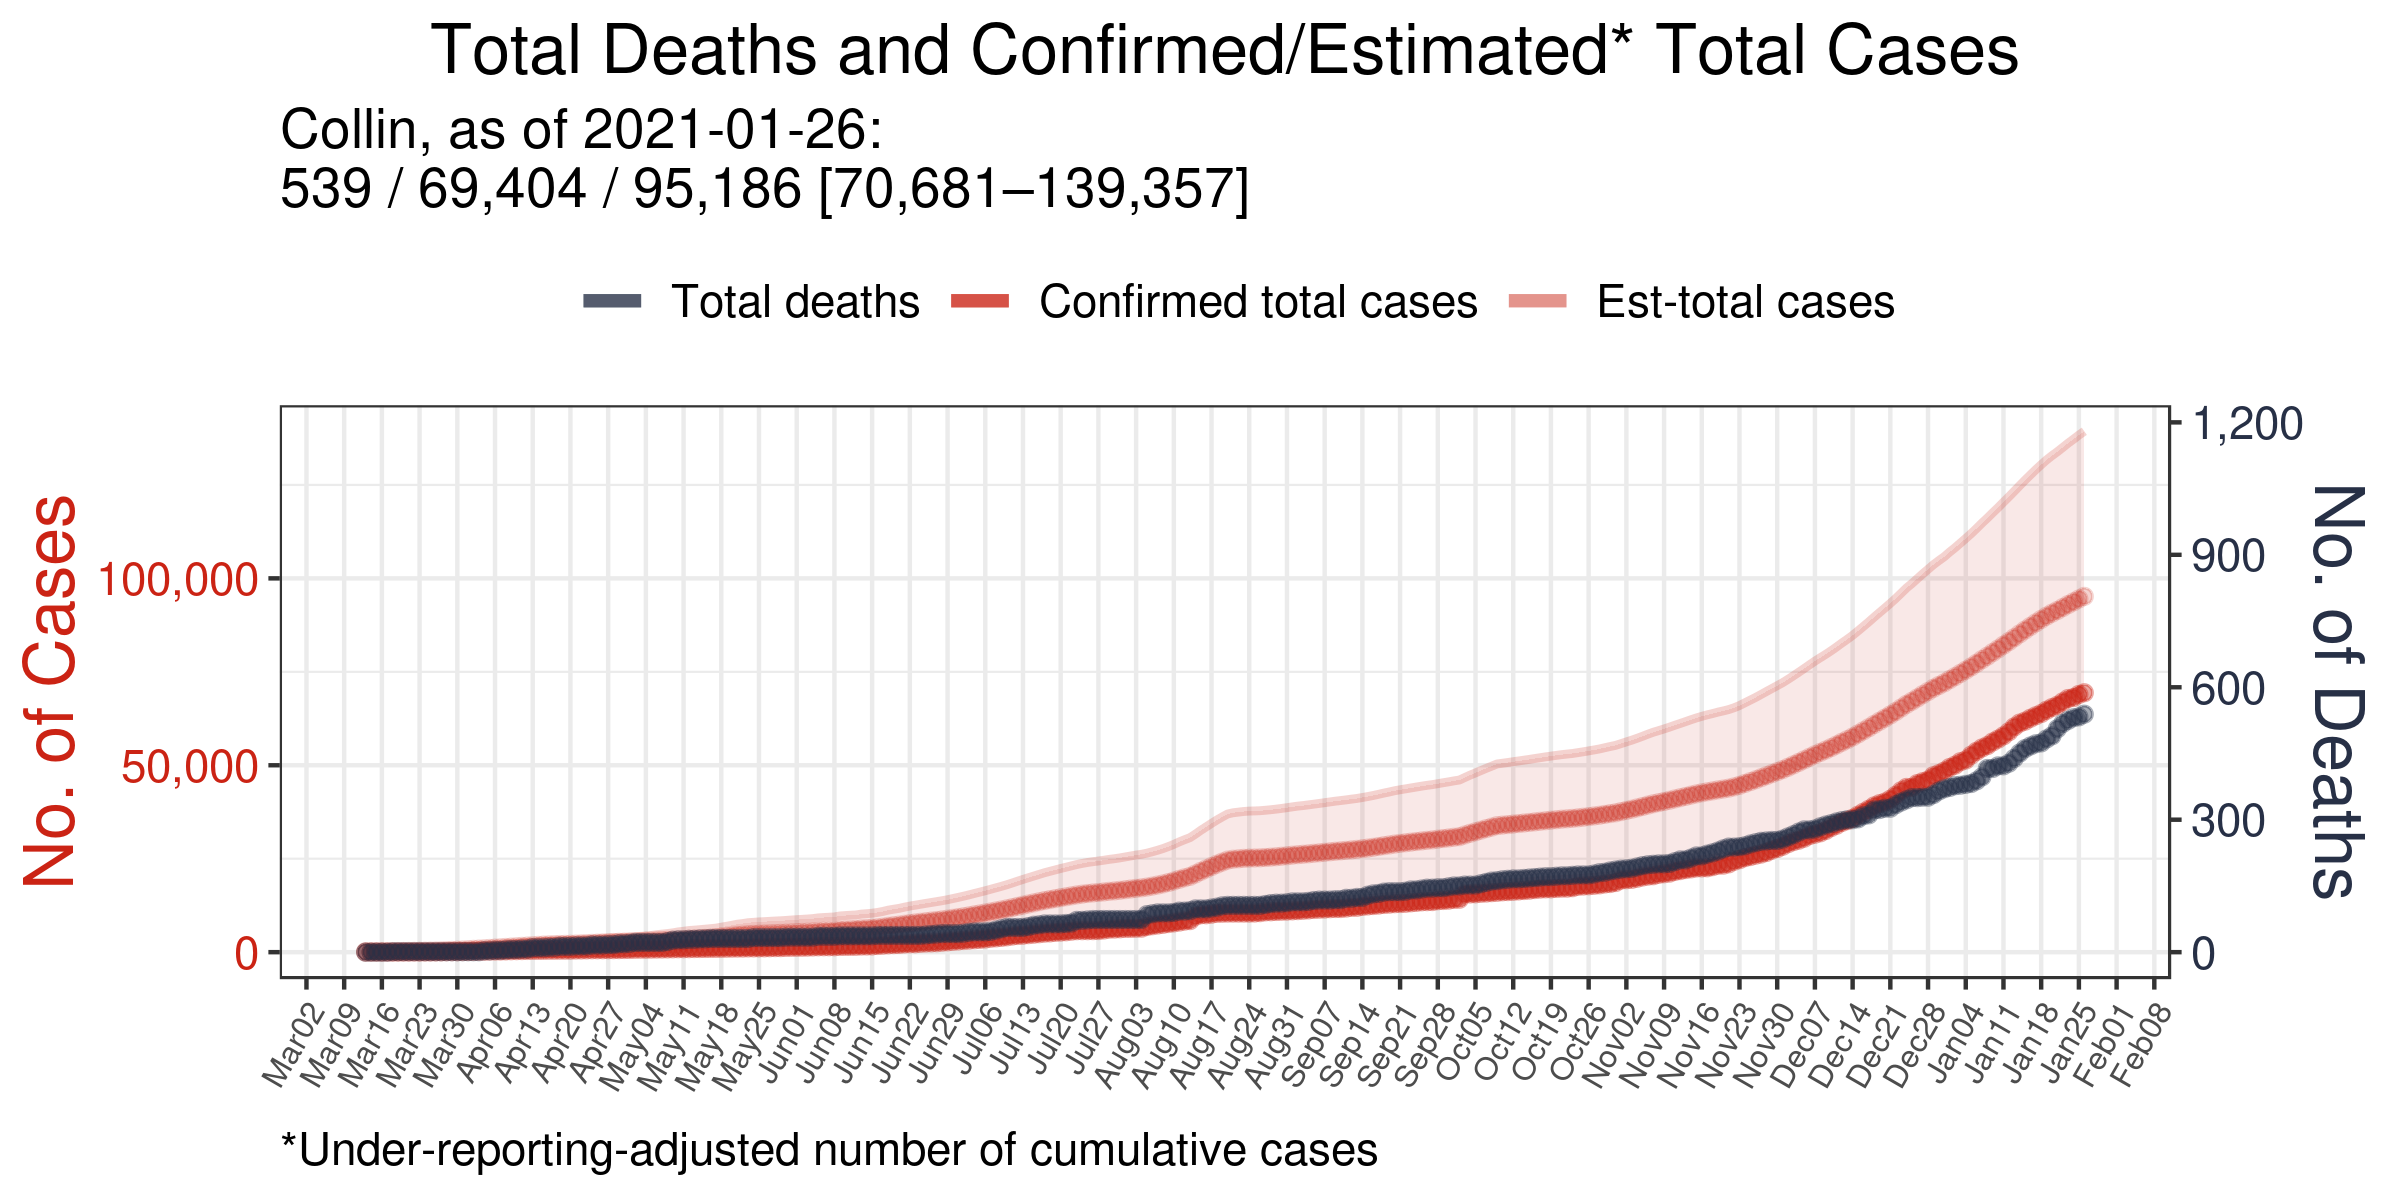 Total Deaths and Confirmed/Estimated* Total Cases
Collin, as of 2021-01-26:
539 / 69,404 / 95,186 [70,681–139,357]
Total deaths
Confirmed total cases
Est-total cases
No. of Cases
100,000
50,000
0
1,200
900
600
300
0
No. of Deaths
Mar02
Mar09
Mar16
Mar23
Mar30
Apr06
Apr13
Apr20
Apr27
May04
May11
May18
May25
Jun01
Jun08
Jun15
Jun22
Jun29
Jul06
Jul13
Jul20
Jul27
Aug03
Aug10
Aug17
Aug24
Aug31
Sep07
Sep14
Sep21
Sep28
Oct05
Oct12
Oct19
Oct26
Nov02
Nov09
Nov16
Nov23
Nov30
Dec07
Dec14
Dec21
Dec28
Jan04
Jan11
Jan18
Jan25
Feb01
Feb08
*Under-reporting-adjusted number of cumulative cases